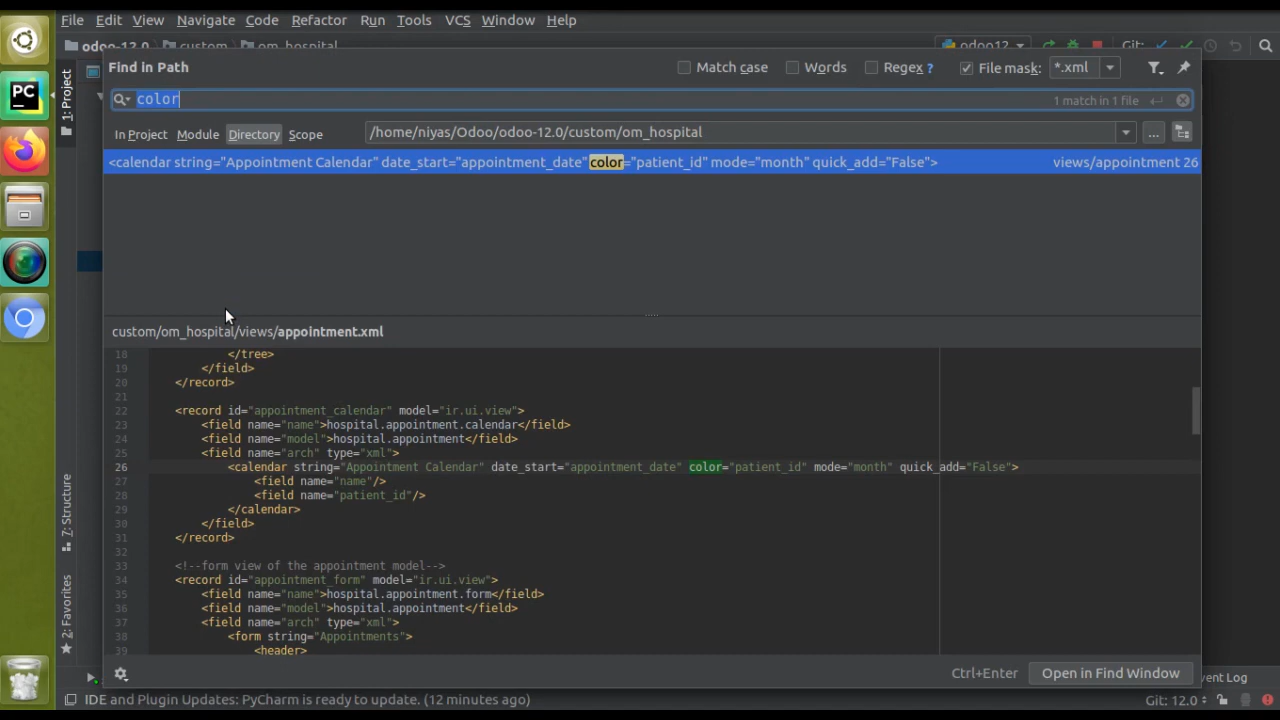 File Edit View Navigate Code Refactor Run Tools VCS Window Help
odoo-12.0 custom om_hospital odoo12 Git:
Find in Path Match case Words Regex ? File mask: *.xml
color 1 match in 1 file
In Project Module Directory Scope /home/niyas/Odoo/odoo-12.0/custom/om_hospital ...
<calendar string="Appointment Calendar" date_start="appointment_date" color="patient_id" mode="month" quick_add="False"> views/appointment 26
1: Project
custom/om_hospital/views/appointment.xml
18 </tree>
19 </field>
20 </record>
21
22 <record id="appointment_calendar" model="ir.ui.view">
23 <field name="name">hospital.appointment.calendar</field>
24 <field name="model">hospital.appointment</field>
25 <field name="arch" type="xml">
26 <calendar string="Appointment Calendar" date_start="appointment_date" color="patient_id" mode="month" quick_add="False">
27 <field name="name"/>
28 <field name="patient_id"/>
29 </calendar>
30 </field>
31 </record>
32
33 <!--form view of the appointment model-->
34 <record id="appointment_form" model="ir.ui.view">
35 <field name="name">hospital.appointment.form</field>
36 <field name="model">hospital.appointment</field>
37 <field name="arch" type="xml">
38 <form string="Appointments">
39 <header>
7: Structure
2: Favorites
Ctrl+Enter Open in Find Window
vent Log
IDE and Plugin Updates: PyCharm is ready to update. (12 minutes ago) Git: 12.0
PC